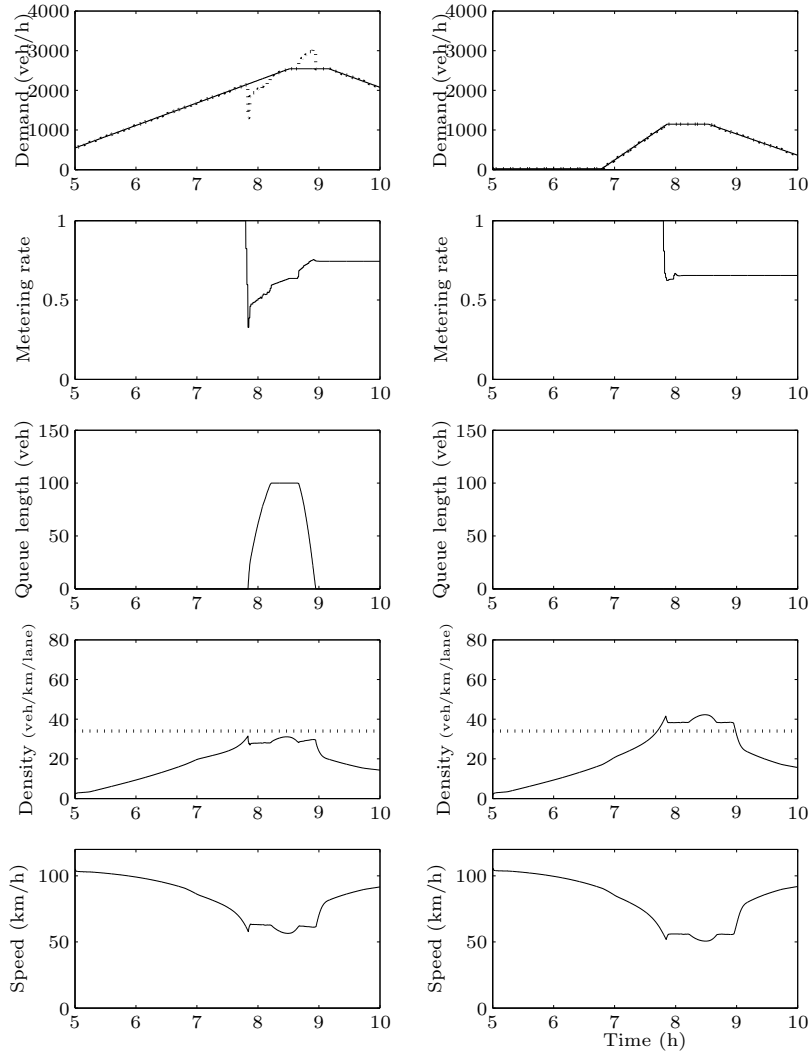 Demand (veh/h)
4000
3000
2000
1000
0
5 6 7 8 9 10
Demand (veh/h)
4000
3000
2000
1000
0
5 6 7 8 9 10
Metering rate
1
0.5
0
5 6 7 8 9 10
Metering rate
1
0.5
0
5 6 7 8 9 10
Queue length (veh)
150
100
50
0
5 6 7 8 9 10
Queue length (veh)
150
100
50
0
5 6 7 8 9 10
Density (veh/km/lane)
80
60
40
20
0
5 6 7 8 9 10
Density (veh/km/lane)
80
60
40
20
0
5 6 7 8 9 10
Speed (km/h)
100
50
0
5 6 7 8 9 10
Speed (km/h)
100
50
0
5 6 7 8 9 10
Time (h)